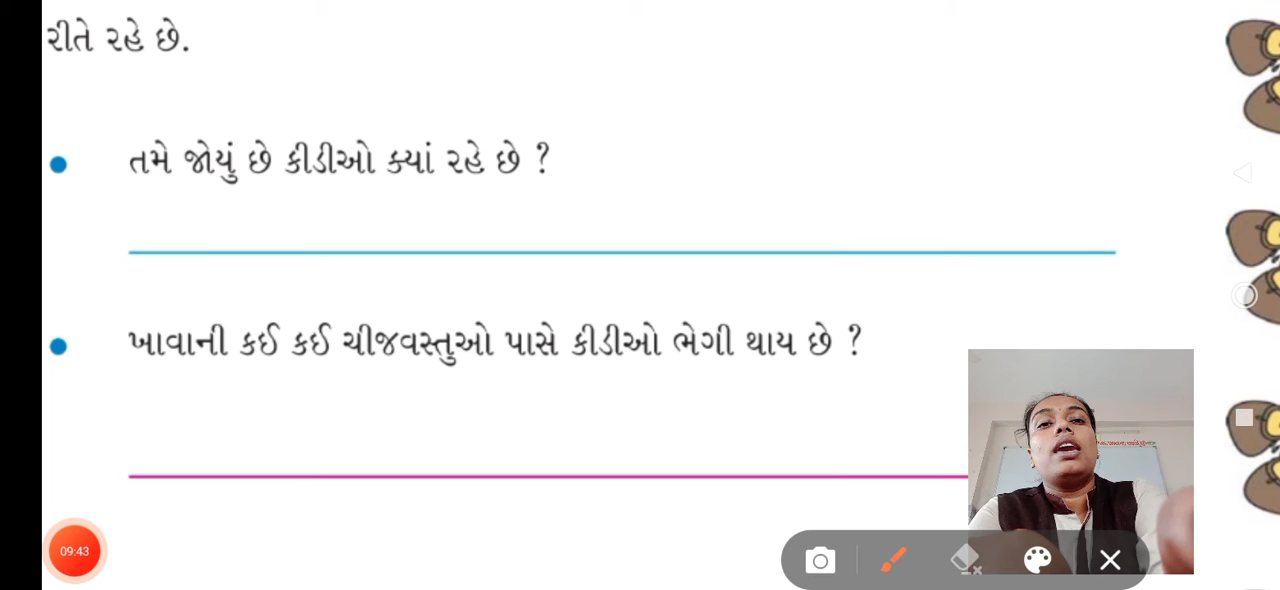 રીતે રહે છે.
તમે જોયું છે કીડીઓ ક્યાં રહે છે ?
ખાવાની કઈ કઈ ચીજવસ્તુઓ પાસે કીડીઓ ભેગી થાય છે ?
09:43